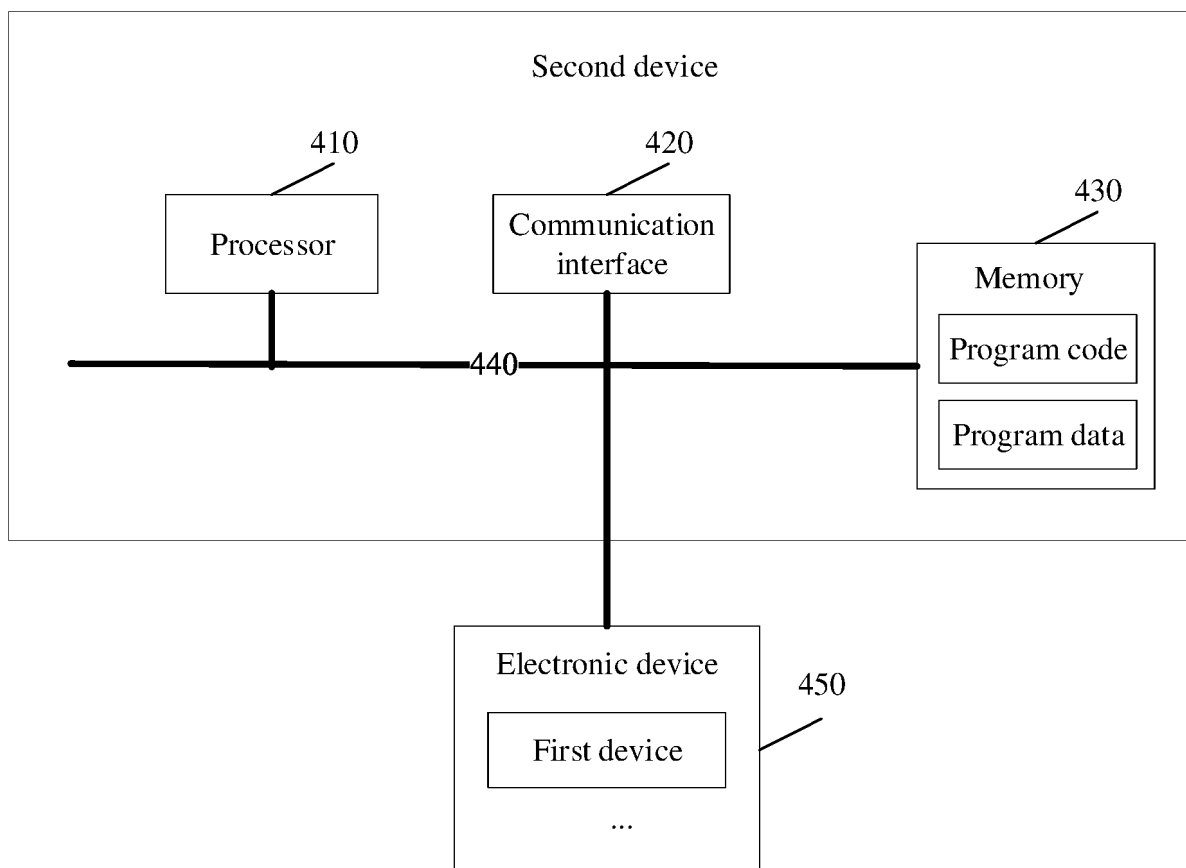 Second device
410
420
430
Processor
Communication
interface
Memory
Program code
440
Program data
Electronic device
450
First device
...